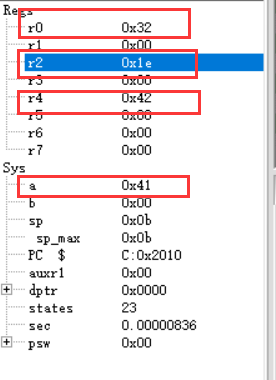 Regs
r0 0x32
r1 0x00
r2 0x1e
r3 0x00
r4 0x42
r5 0x00
r6 0x00
r7 0x00
Sys
a 0x41
b 0x00
sp 0x0b
sp_max 0x0b
PC $ C:0x2010
auxr1 0x00
dptr 0x0000
states 23
sec 0.00000836
psw 0x00